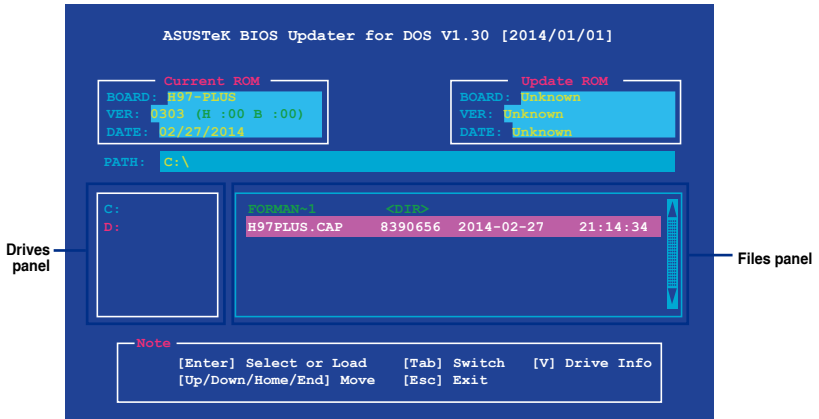 ASUSTeK BIOS Updater for DOS V1.30 [2014/01/01]
Current ROM
BOARD: H97-PLUS
VER: 0303 (H :00 B :00)
DATE: 02/27/2014
Update ROM
BOARD: Unknown
VER: Unknown
DATE: Unknown
PATH: C:\
C:
D:
FORMAN~1 <DIR>
H97PLUS.CAP 8390656 2014-02-27 21:14:34
Drives
panel
Files panel
Note
[Enter] Select or Load [Tab] Switch [V] Drive Info
[Up/Down/Home/End] Move [Esc] Exit